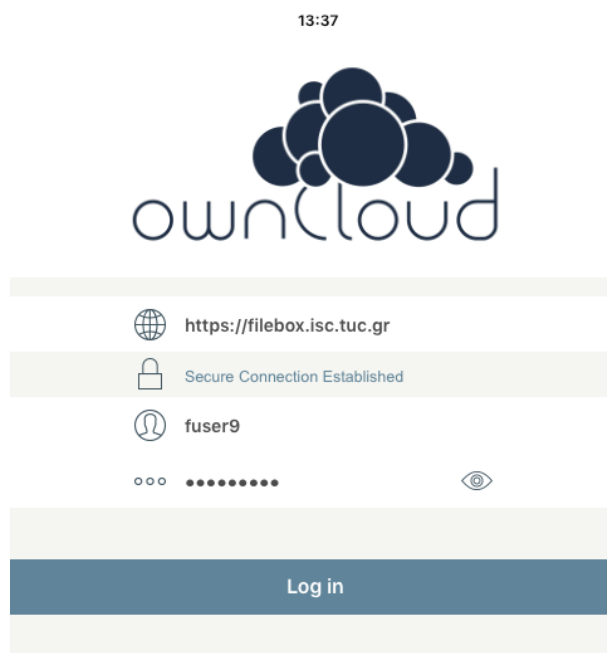 13:37
ownCloud
https://filebox.isc.tuc.gr
Secure Connection Established
fuser9
•••••••••
Log in